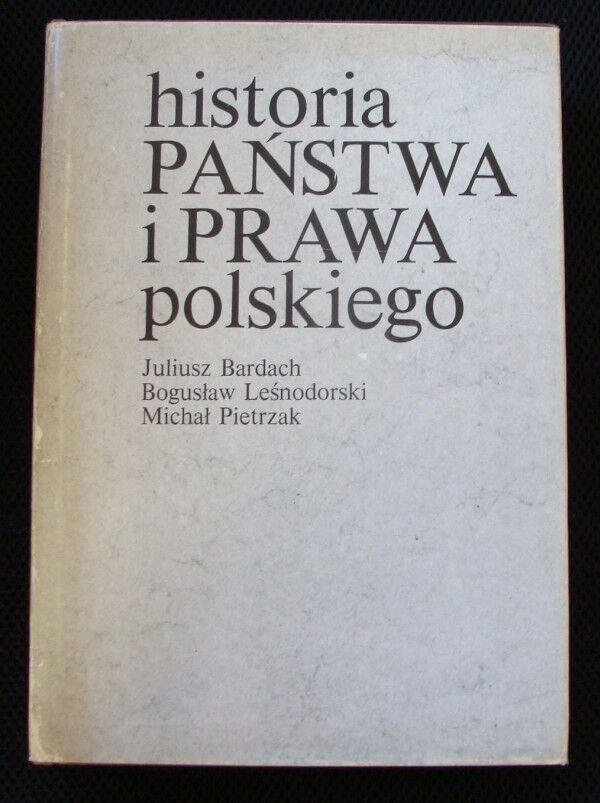 historia
PAŃSTWA
i PRAWA
polskiego
Juliusz Bardach
Bogusław Leśnodorski
Michał Pietrzak